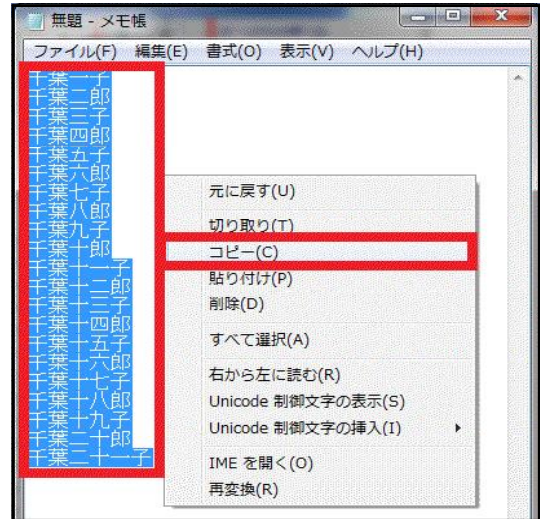 無題 - メモ帳
ファイル(F) 編集(E) 書式(O) 表示(V) ヘルプ(H)
千葉一子
千葉二郎
千葉三子
千葉四郎
千葉五子
千葉六郎
千葉七子
千葉八郎
千葉九子
千葉十郎
千葉十一子
千葉十二郎
千葉十三子
千葉十四郎
千葉十五子
千葉十六郎
千葉十七子
千葉十八郎
千葉十九子
千葉二十郎
千葉二十一子
元に戻す(U)
切り取り(T)
コピー(C)
貼り付け(P)
削除(D)
すべて選択(A)
右から左に読む(R)
Unicode 制御文字の表示(S)
Unicode 制御文字の挿入(I)
IME を開く(O)
再変換(R)